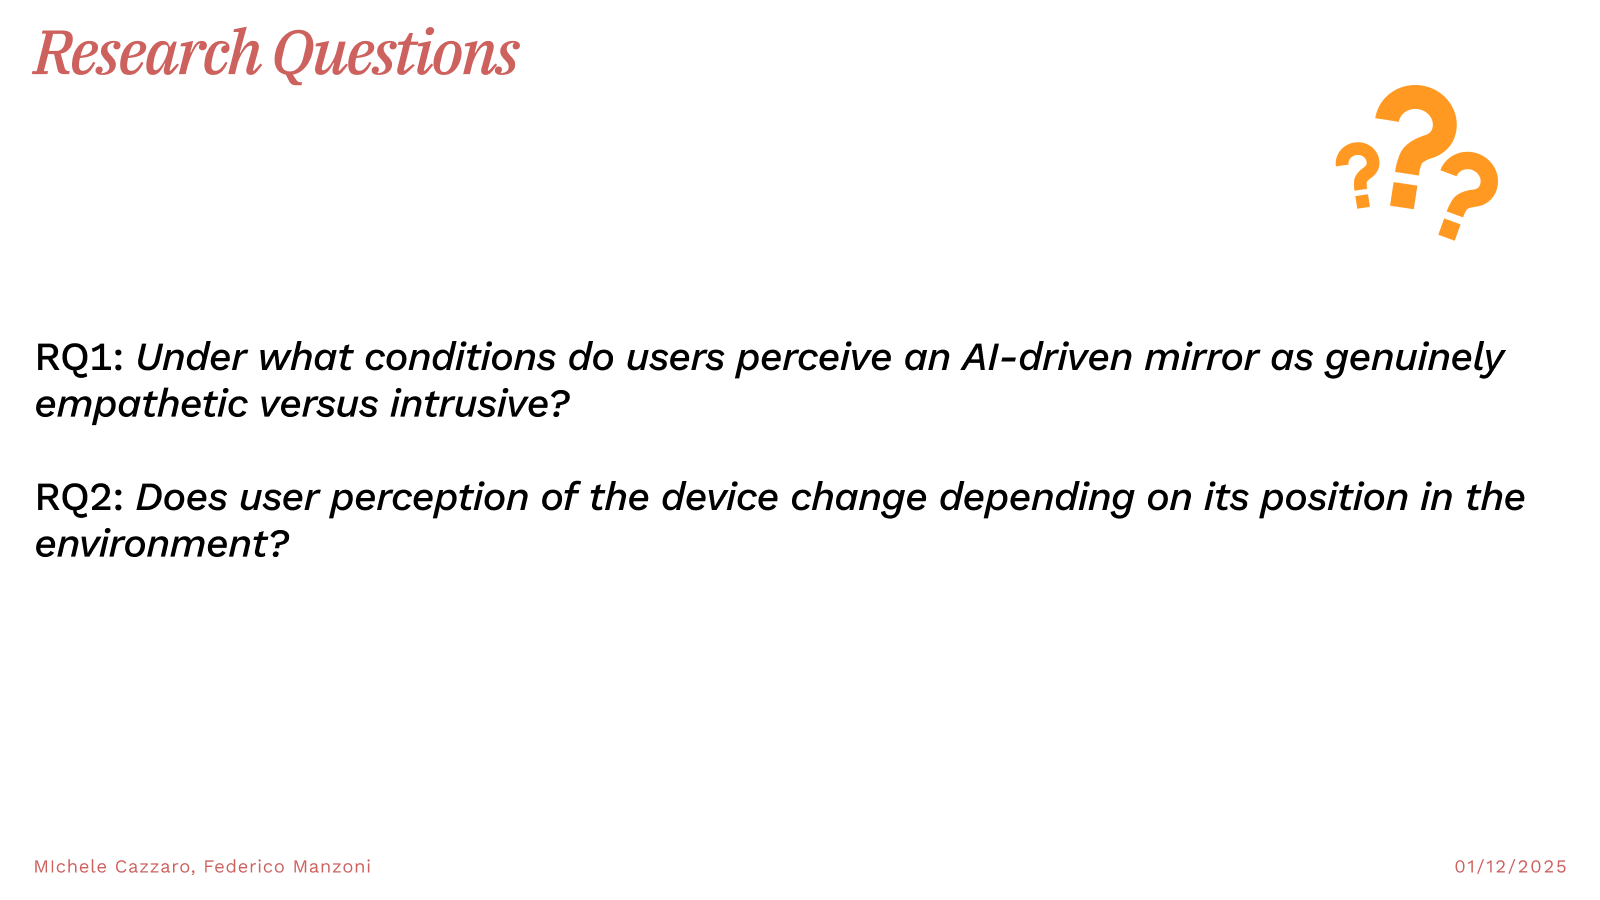 Research Questions
???
RQ1: Under what conditions do users perceive an AI-driven mirror as genuinely
empathetic versus intrusive?
RQ2: Does user perception of the device change depending on its position in the
environment?
MIchele Cazzaro, Federico Manzoni
01/12/2025